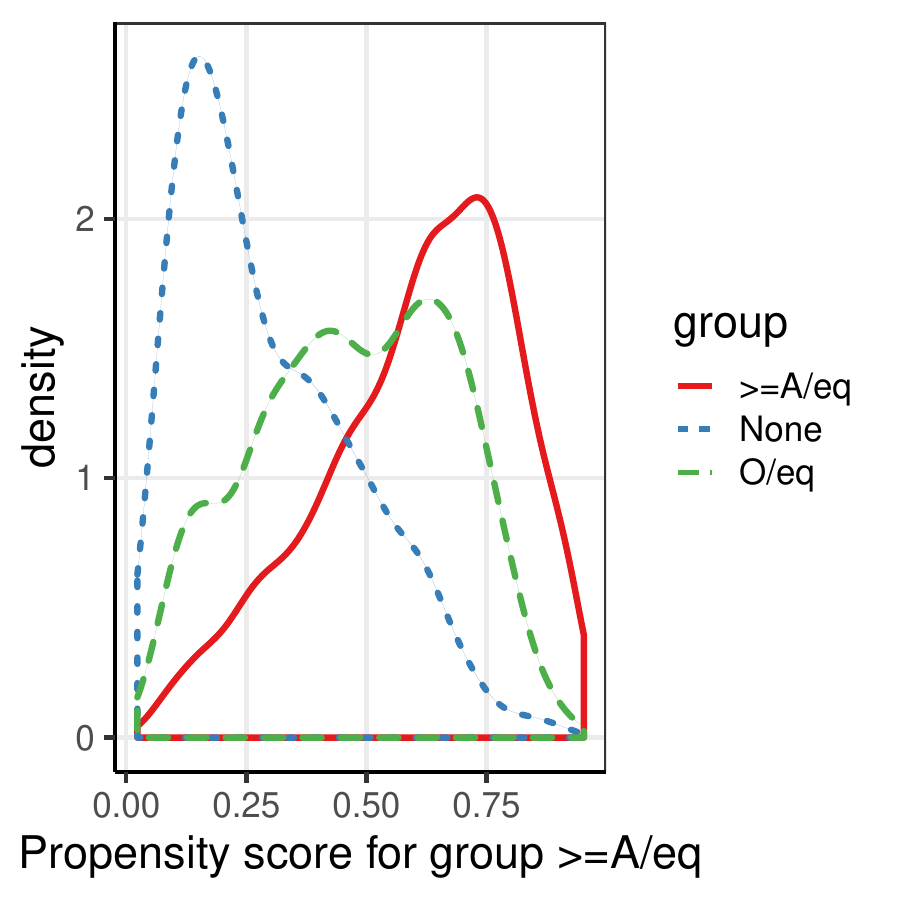 density
2
1
0
0.00 0.25 0.50 0.75
Propensity score for group >=A/eq
group
>=A/eq
None
O/eq